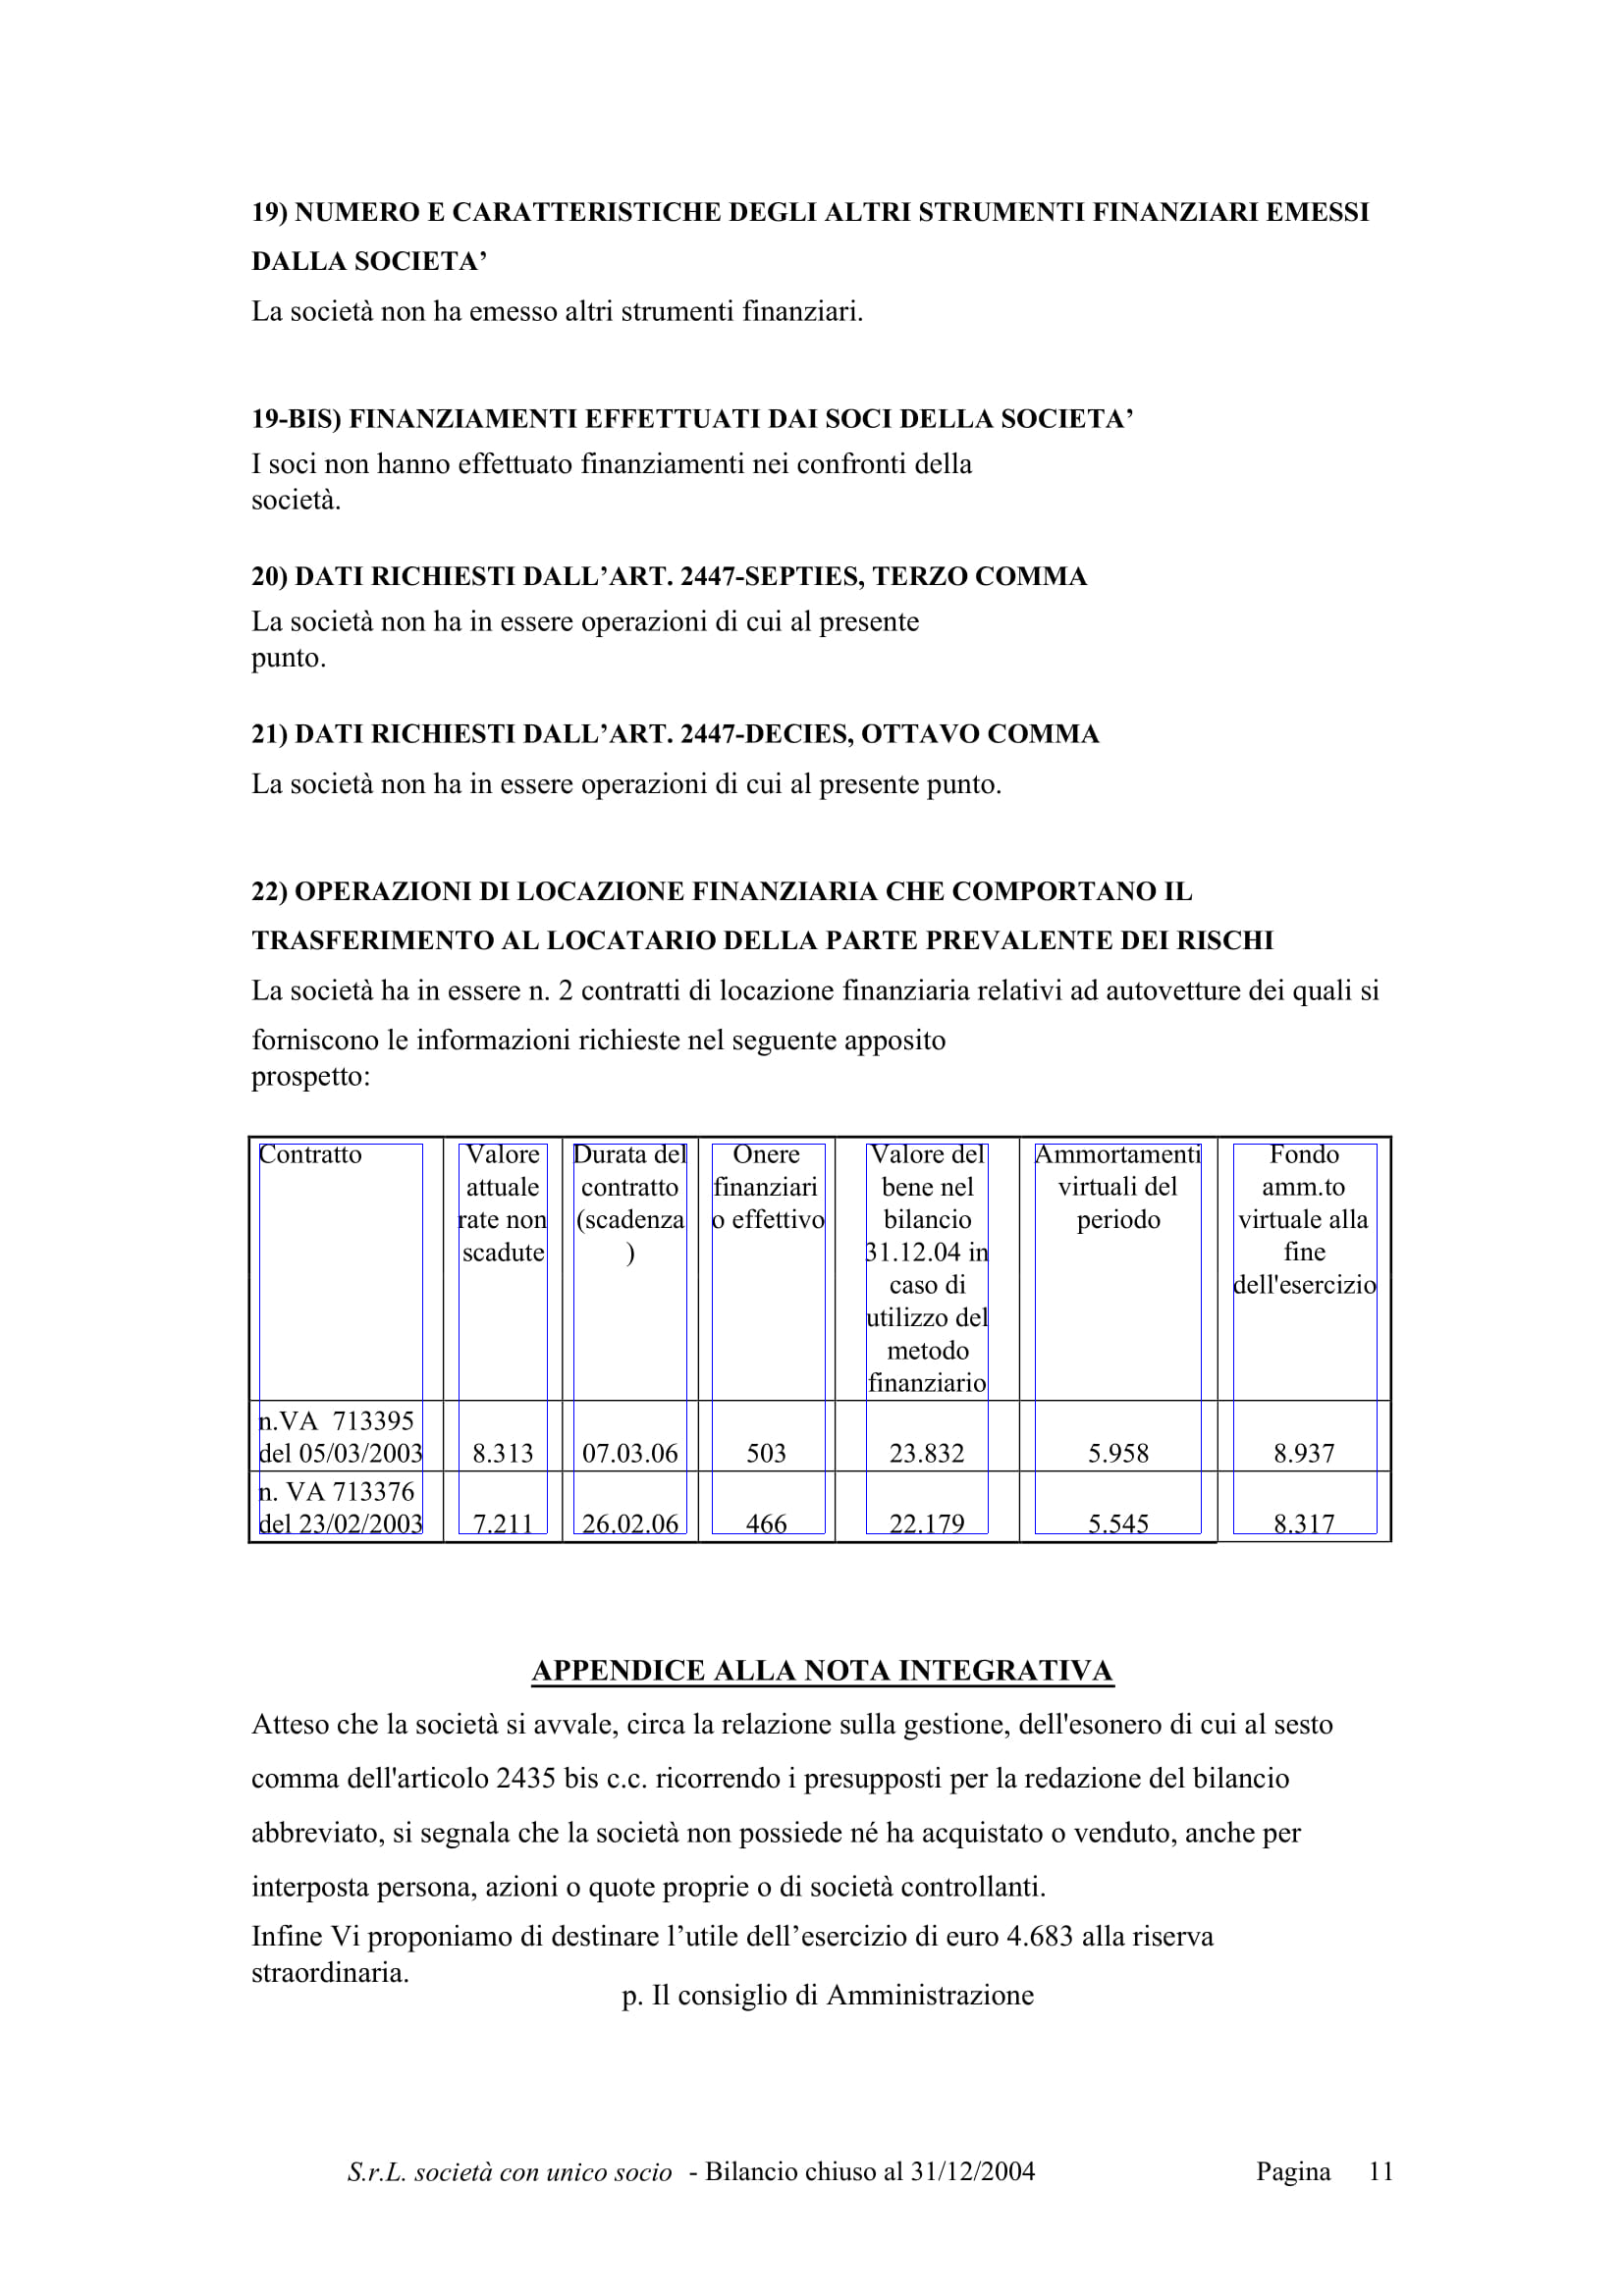 19) NUMERO E CARATTERISTICHE DEGLI ALTRI STRUMENTI FINANZIARI EMESSI
DALLA SOCIETA’
La società non ha emesso altri strumenti finanziari.
19-BIS) FINANZIAMENTI EFFETTUATI DAI SOCI DELLA SOCIETA’
I soci non hanno effettuato finanziamenti nei confronti della
società.
20) DATI RICHIESTI DALL’ART. 2447-SEPTIES, TERZO COMMA
La società non ha in essere operazioni di cui al presente
punto.
21) DATI RICHIESTI DALL’ART. 2447-DECIES, OTTAVO COMMA
La società non ha in essere operazioni di cui al presente punto.
22) OPERAZIONI DI LOCAZIONE FINANZIARIA CHE COMPORTANO IL
TRASFERIMENTO AL LOCATARIO DELLA PARTE PREVALENTE DEI RISCHI
La società ha in essere n. 2 contratti di locazione finanziaria relativi ad autovetture dei quali si
forniscono le informazioni richieste nel seguente apposito
prospetto:
Contratto
Valore
attuale
rate non
scadute
Durata del
contratto
(scadenza
)
Onere
finanziari
o effettivo
Valore del
bene nel
bilancio
31.12.04 in
caso di
utilizzo del
metodo
finanziario
Ammortamenti
virtuali del
periodo
Fondo
amm.to
virtuale alla
fine
dell'esercizio
n.VA  713395
del 05/03/2003 8.313 07.03.06 503 23.832 5.958 8.937
n. VA 713376
del 23/02/2003 7.211 26.02.06 466 22.179 5.545 8.317
APPENDICE ALLA NOTA INTEGRATIVA
Atteso che la società si avvale, circa la relazione sulla gestione, dell'esonero di cui al sesto
comma dell'articolo 2435 bis c.c. ricorrendo i presupposti per la redazione del bilancio
abbreviato, si segnala che la società non possiede né ha acquistato o venduto, anche per
interposta persona, azioni o quote proprie o di società controllanti.
Infine Vi proponiamo di destinare l’utile dell’esercizio di euro 4.683 alla riserva
straordinaria.
p. Il consiglio di Amministrazione
S.r.L. società con unico socio - Bilancio chiuso al 31/12/2004 Pagina 11